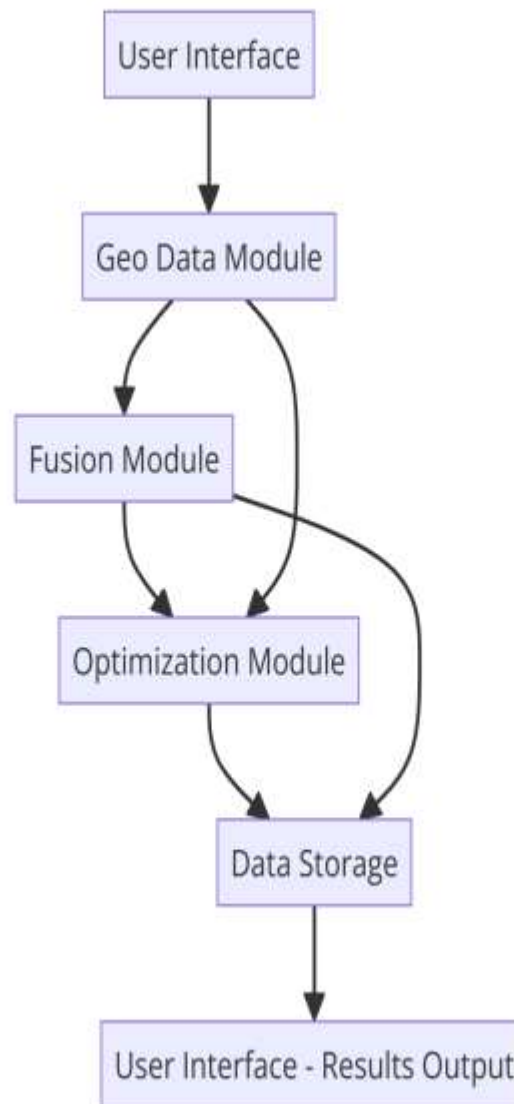 User Interface
Geo Data Module
Fusion Module
Optimization Module
Data Storage
User Interface - Results Output